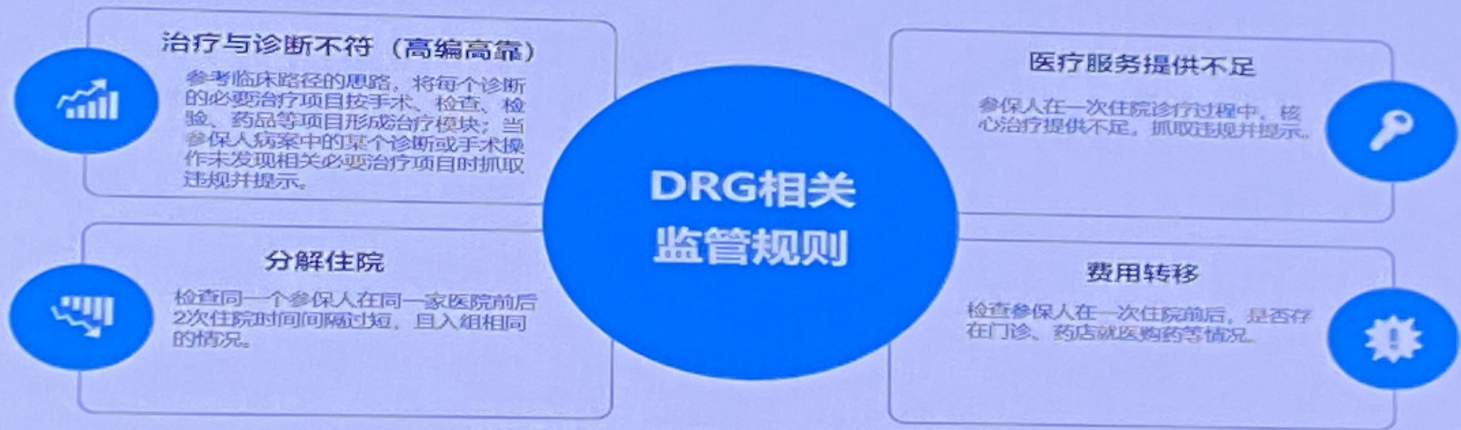 治疗与诊断不符（高编高靠）
参考临床路径的思路，将每个诊断
的必要治疗项目按手术、检查、检
验、药品等项目形成治疗模块；当
参保人病案中的某个诊断或手术操
作未发现相关必要治疗项目时抓取
违规并提示。
医疗服务提供不足
参保人在一次住院诊疗过程中，核
心治疗提供不足，抓取违规并提示。
DRG相关
监管规则
分解住院
检查同一个参保人在同一家医院前后
2次住院时间间隔过短，且入组相同
的情况。
费用转移
检查参保人在一次住院前后，是否存
在门诊、药店就医购药等情况。